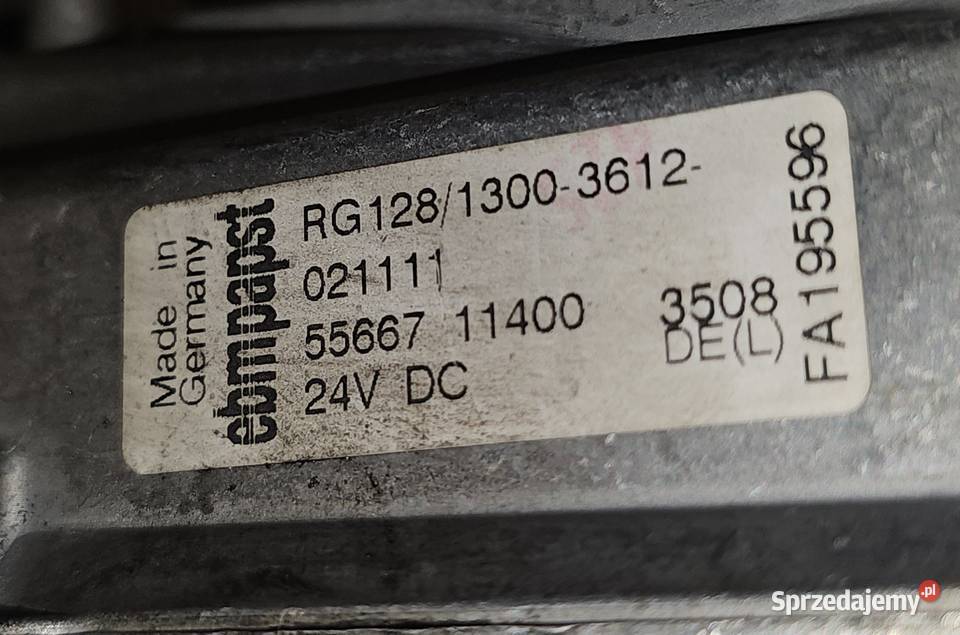 Made in
Germany
ebmpapst
RG128/1300-3612-
021111
55667 11400 3508
24V DC DE(L)
FA195596
Sprzedajemy.pl